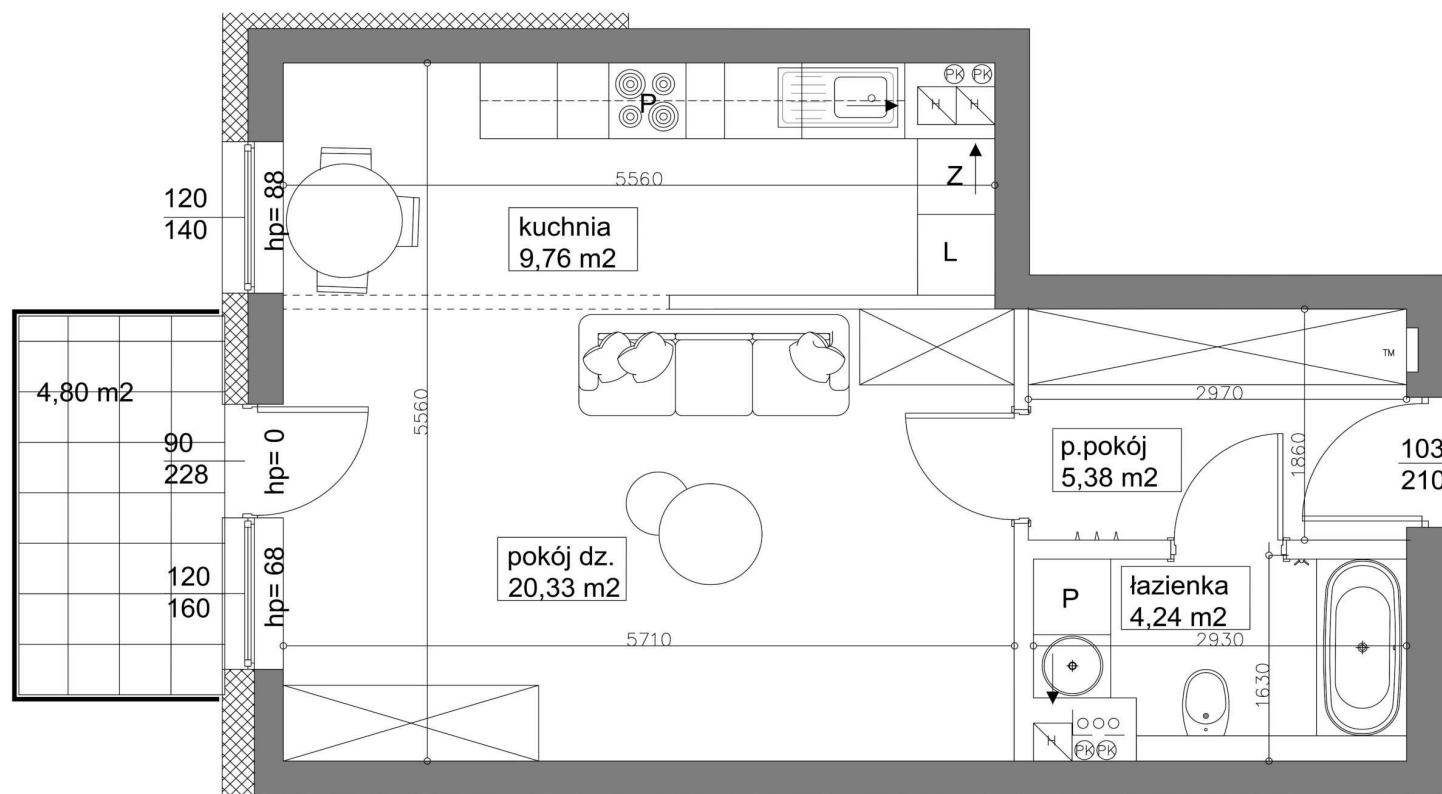 PK PK
P
H H
120
140
hp= 88
5560
Z
kuchnia
9,76 m2
L
4,80 m2
5560
TM
2970
90
228
hp= 0
p.pokój
5,38 m2
1860
103
210
pokój dz.
20,33 m2
120
160
hp= 68
P
łazienka
4,24 m2
5710
2930
1630
H
PK PK